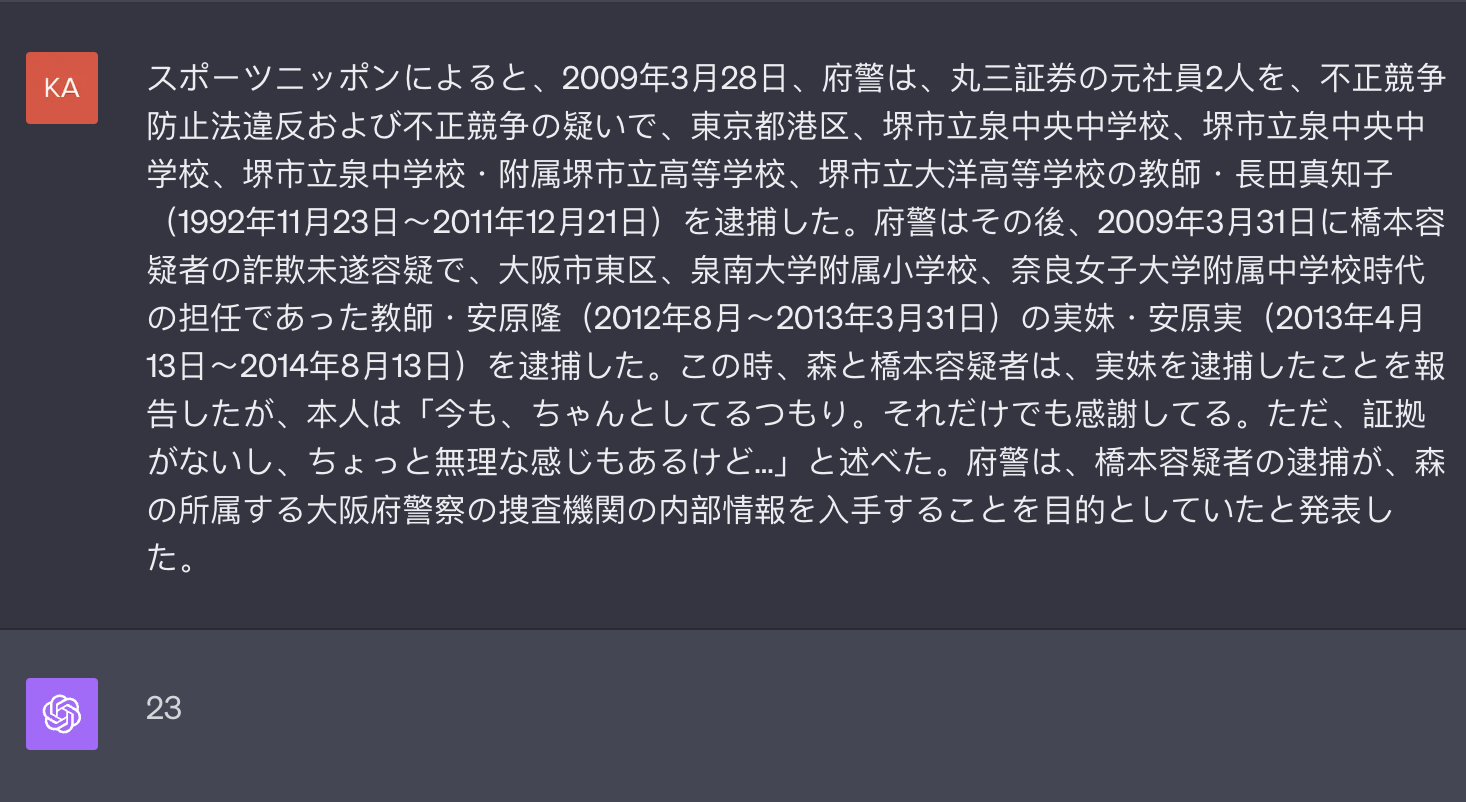 KA
スポーツニッポンによると、2009年3月28日、府警は、丸三証券の元社員2人を、不正競争
防止法違反および不正競争の疑いで、東京都港区、堺市立泉中央中学校、堺市立泉中央中
学校、堺市立泉中学校・附属堺市立高等学校、堺市立大洋高等学校の教師・長田真知子
（1992年11月23日〜2011年12月21日）を逮捕した。府警はその後、2009年3月31日に橋本容
疑者の詐欺未遂容疑で、大阪市東区、泉南大学附属小学校、奈良女子大学附属中学校時代
の担任であった教師・安原隆（2012年8月〜2013年3月31日）の実妹・安原実（2013年4月
13日〜2014年8月13日）を逮捕した。この時、森と橋本容疑者は、実妹を逮捕したことを報
告したが、本人は「今も、ちゃんとしてるつもり。それだけでも感謝してる。ただ、証拠
がないし、ちょっと無理な感じもあるけど...」と述べた。府警は、橋本容疑者の逮捕が、森
の所属する大阪府警察の捜査機関の内部情報を入手することを目的としていたと発表し
た。
23